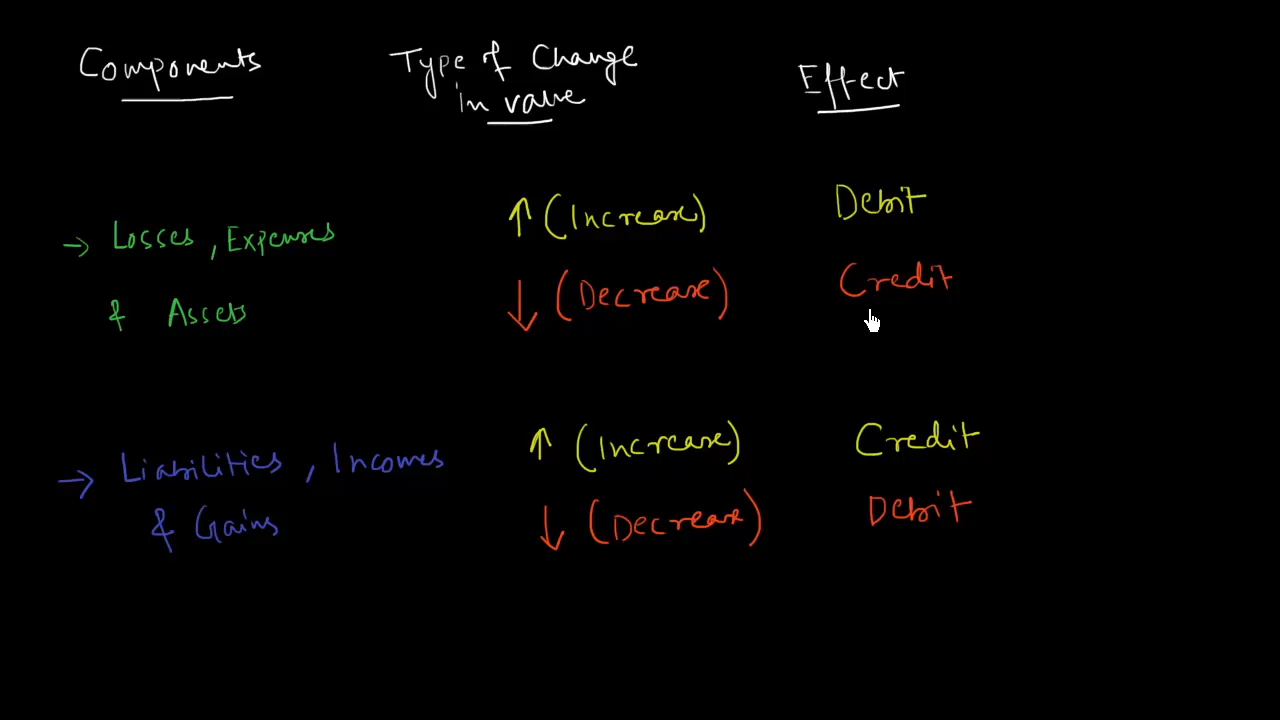 Components
Type of Change
in value
Effect
→ Losses, Expenses
& Assets
↑ (Increase) Debit
↓ (Decrease) Credit
→ Liabilities, Incomes
& Gains
↑ (Increase) Credit
↓ (Decrease) Debit